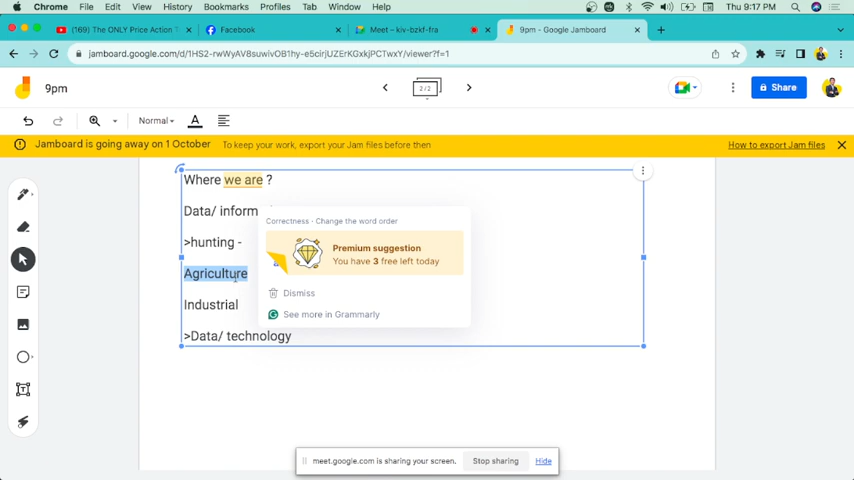 Chrome File Edit View History Bookmarks Profiles Tab Window Help
Thu 9:17 PM
(169) The ONLY Price Action T
Facebook
Meet – kiv-bzkf-fra
9pm - Google Jamboard
jamboard.google.com/d/1HS2-rwWyAV8suwivOB1hy-e5cirjUZErKGxkjPCTwxY/viewer?f=1
9pm
2/2
Share
Normal
A
Jamboard is going away on 1 October To keep your work, export your Jam files before then
How to export Jam files
Where we are ?
Data/ inform
>hunting -
Agriculture
Industrial
>Data/ technology
Correctness · Change the word order
Premium suggestion
You have 3 free left today
Dismiss
See more in Grammarly
meet.google.com is sharing your screen. Stop sharing Hide